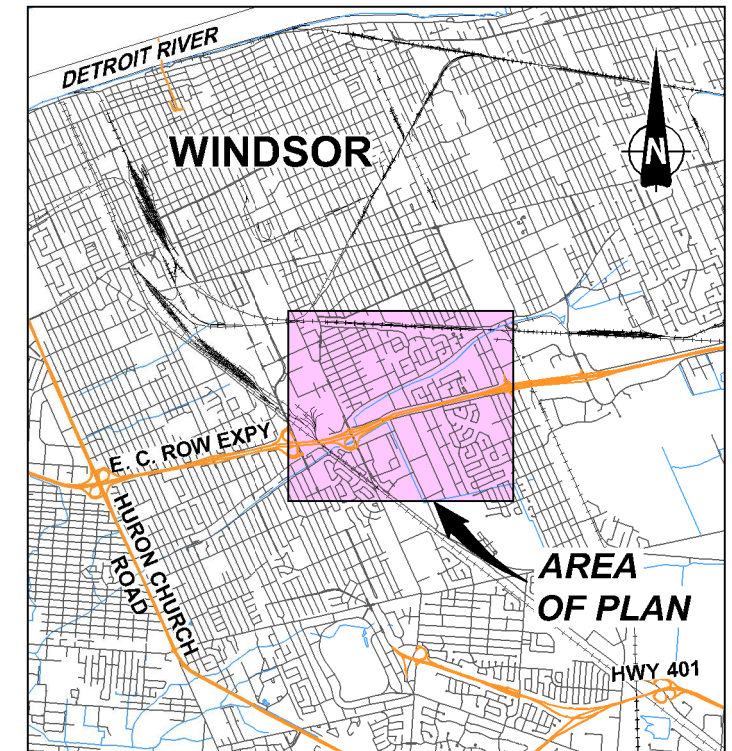 DETROIT RIVER
WINDSOR
N
E. C. ROW EXPY
HURON CHURCH
ROAD
AREA
OF PLAN
HWY 401